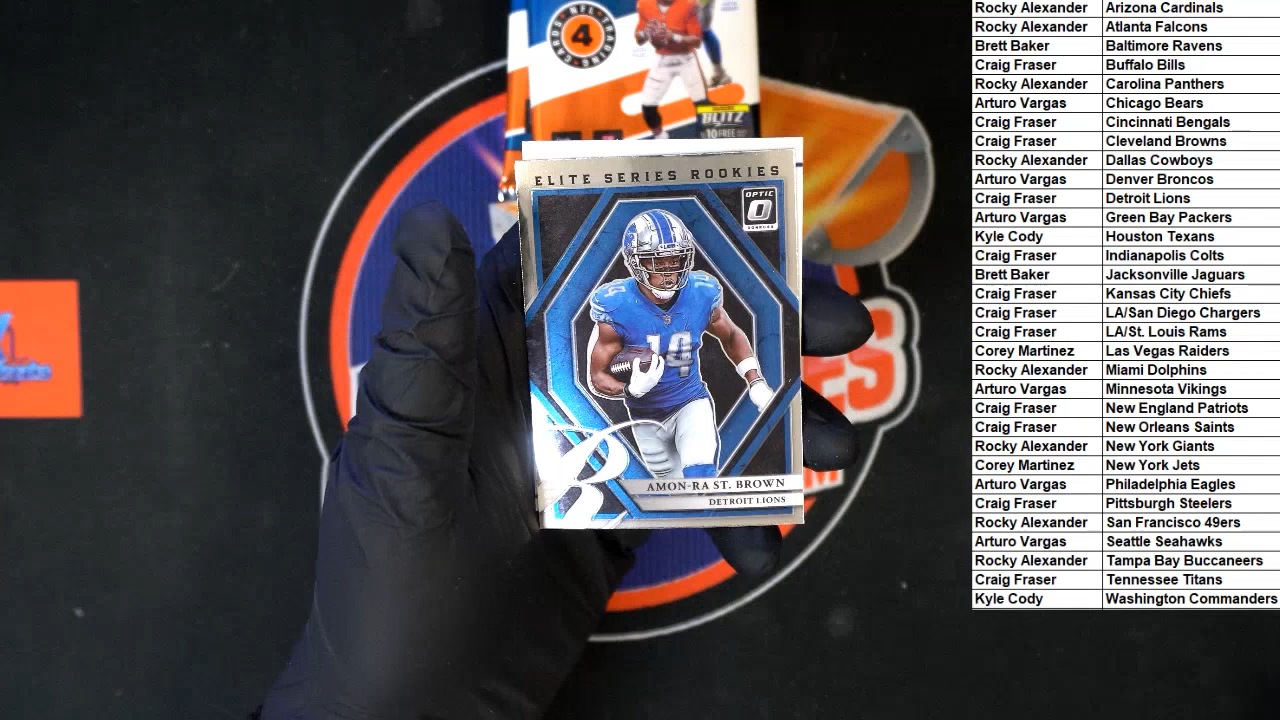 NFL TRADING CARDS
4
BLITZ
10 FREE
ELITE SERIES ROOKIES
OPTIC
DONRUSS
14
14
R
AMON-RA ST. BROWN
DETROIT LIONS
Rocky Alexander Arizona Cardinals
Rocky Alexander Atlanta Falcons
Brett Baker Baltimore Ravens
Craig Fraser Buffalo Bills
Rocky Alexander Carolina Panthers
Arturo Vargas Chicago Bears
Craig Fraser Cincinnati Bengals
Craig Fraser Cleveland Browns
Rocky Alexander Dallas Cowboys
Arturo Vargas Denver Broncos
Craig Fraser Detroit Lions
Arturo Vargas Green Bay Packers
Kyle Cody Houston Texans
Craig Fraser Indianapolis Colts
Brett Baker Jacksonville Jaguars
Craig Fraser Kansas City Chiefs
Craig Fraser LA/San Diego Chargers
Craig Fraser LA/St. Louis Rams
Corey Martinez Las Vegas Raiders
Rocky Alexander Miami Dolphins
Arturo Vargas Minnesota Vikings
Craig Fraser New England Patriots
Craig Fraser New Orleans Saints
Rocky Alexander New York Giants
Corey Martinez New York Jets
Arturo Vargas Philadelphia Eagles
Craig Fraser Pittsburgh Steelers
Rocky Alexander San Francisco 49ers
Arturo Vargas Seattle Seahawks
Rocky Alexander Tampa Bay Buccaneers
Craig Fraser Tennessee Titans
Kyle Cody Washington Commanders